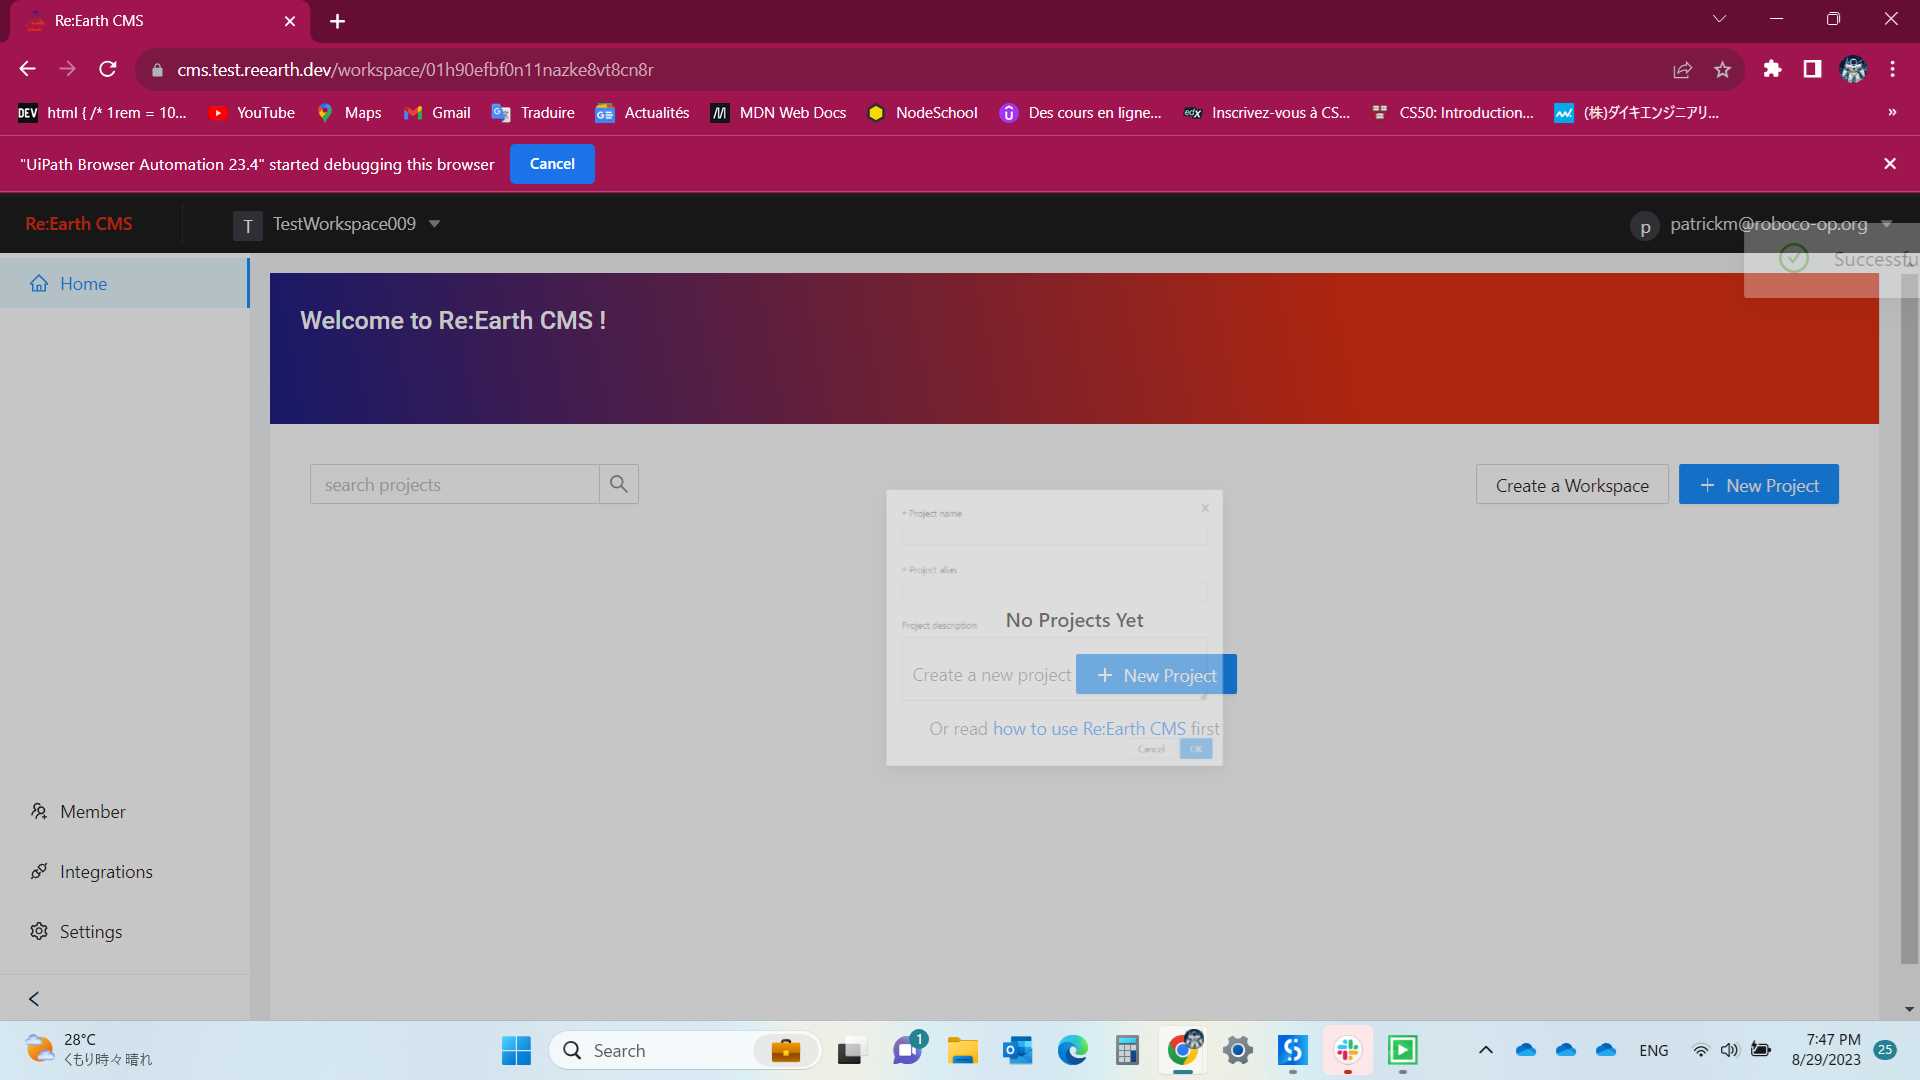 Re:Earth CMS
cms.test.reearth.dev/workspace/01h90efbf0n11nazke8vt8cn8r
DEV html { /* 1rem = 10... YouTube Maps Gmail Traduire Actualités MDN Web Docs NodeSchool Des cours en ligne... edX Inscrivez-vous à CS... CS50: Introduction... (株)ダイキエンジニアリ... »
"UiPath Browser Automation 23.4" started debugging this browser Cancel
Re:Earth CMS T TestWorkspace009 p patrickm@roboco-op.org
Successfu
Home
Welcome to Re:Earth CMS !
search projects Create a Workspace + New Project
* Project name
* Project alias
No Projects Yet
Project description
Create a new project + New Project
Or read how to use Re:Earth CMS first
Cancel OK
Member
Integrations
Settings
28°C
くもり時々晴れ
Search
1
ENG
7:47 PM
8/29/2023
25